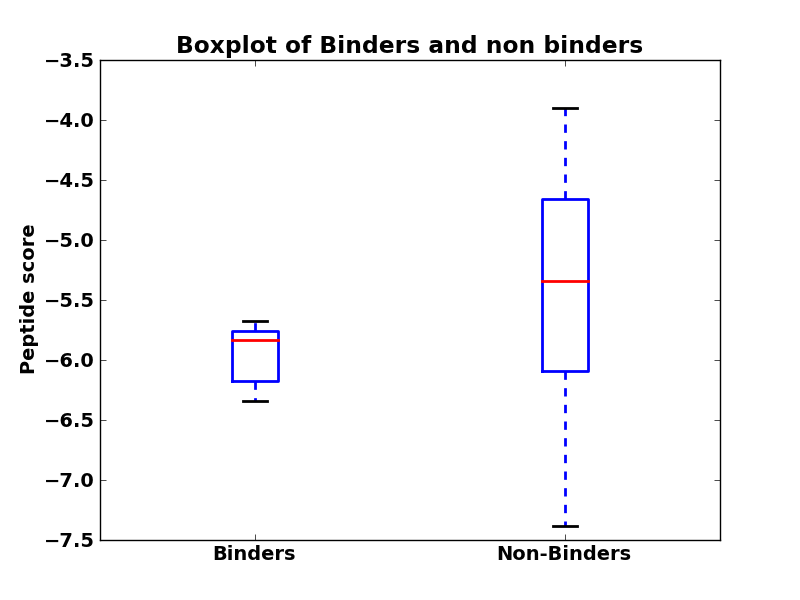 Boxplot of Binders and non binders
Peptide score
−3.5
−4.0
−4.5
−5.0
−5.5
−6.0
−6.5
−7.0
−7.5
Binders
Non-Binders